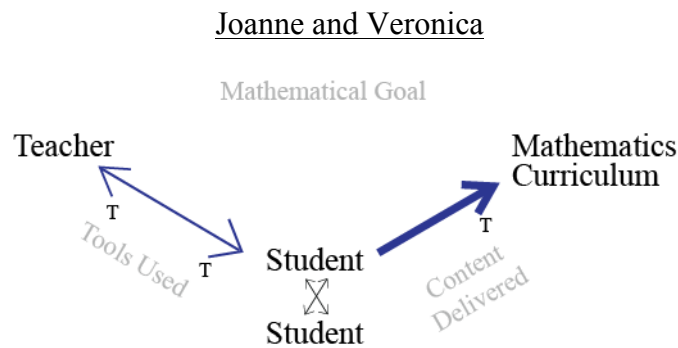 Joanne and Veronica
Mathematical Goal
Teacher
Mathematics
Curriculum
T
T
Tools Used
T
Student
Content
Delivered
Student